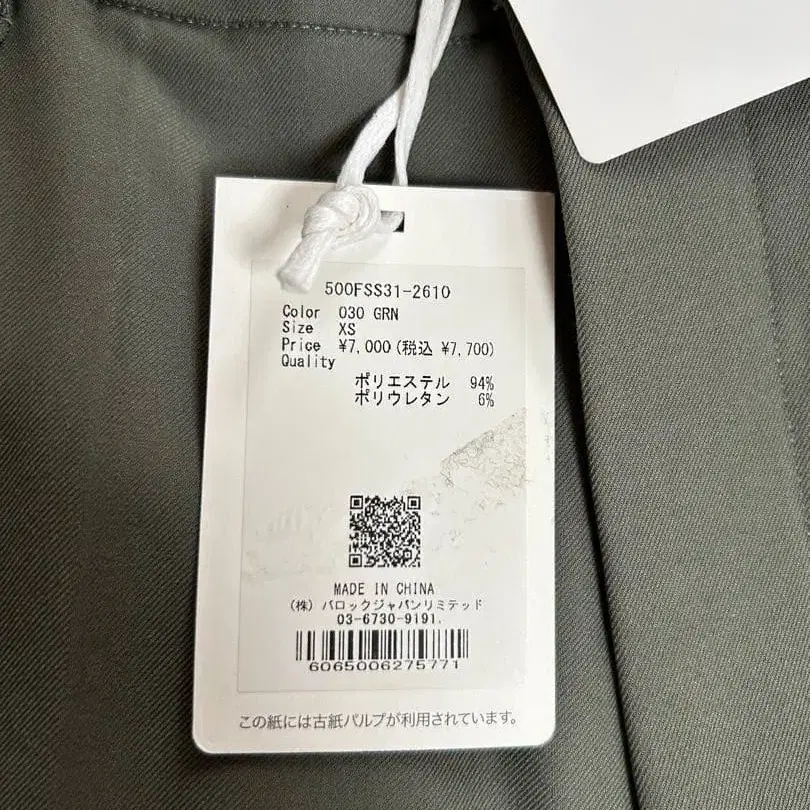 500FSS31-2610
Color 030 GRN
Size XS
Price ¥7,000(税込 ¥7,700)
Quality
ポリエステル 94%
ポリウレタン 6%
MADE IN CHINA
(株)バロックジャパンリミテッド
03-6730-9191.
6065006275771
この紙には古紙パルプが利用されています。